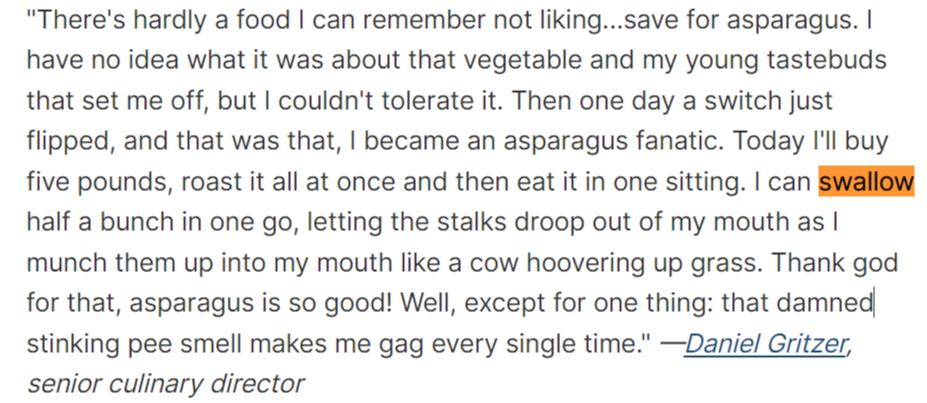 "There's hardly a food I can remember not liking...save for asparagus. I
have no idea what it was about that vegetable and my young tastebuds
that set me off, but I couldn't tolerate it. Then one day a switch just
flipped, and that was that, I became an asparagus fanatic. Today I'll buy
five pounds, roast it all at once and then eat it in one sitting. I can swallow
half a bunch in one go, letting the stalks droop out of my mouth as I
munch them up into my mouth like a cow hoovering up grass. Thank god
for that, asparagus is so good! Well, except for one thing: that damned
stinking pee smell makes me gag every single time." —Daniel Gritzer,
senior culinary director